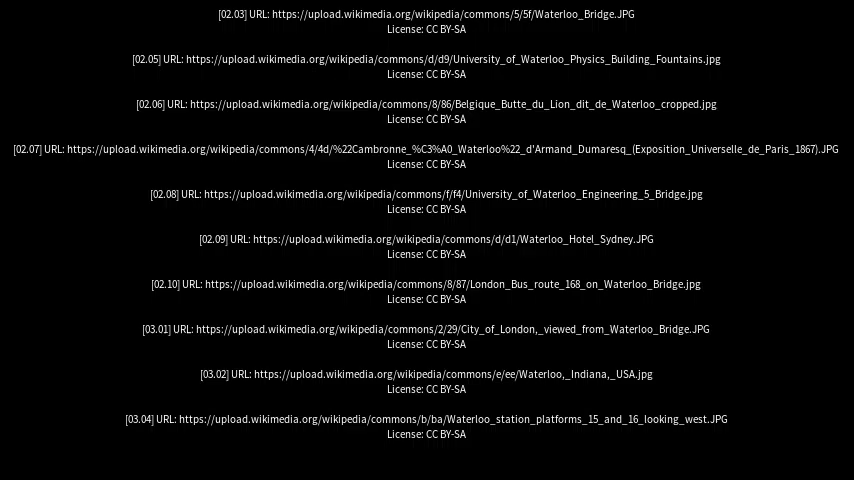 [02.03] URL: https://upload.wikimedia.org/wikipedia/commons/5/5f/Waterloo_Bridge.JPG
License: CC BY-SA
[02.05] URL: https://upload.wikimedia.org/wikipedia/commons/d/d9/University_of_Waterloo_Physics_Building_Fountains.jpg
License: CC BY-SA
[02.06] URL: https://upload.wikimedia.org/wikipedia/commons/8/86/Belgique_Butte_du_Lion_dit_de_Waterloo_cropped.jpg
License: CC BY-SA
[02.07] URL: https://upload.wikimedia.org/wikipedia/commons/4/4d/%22Cambronne_%C3%A0_Waterloo%22_d'Armand_Dumaresq_(Exposition_Universelle_de_Paris_1867).JPG
License: CC BY-SA
[02.08] URL: https://upload.wikimedia.org/wikipedia/commons/f/f4/University_of_Waterloo_Engineering_5_Bridge.jpg
License: CC BY-SA
[02.09] URL: https://upload.wikimedia.org/wikipedia/commons/d/d1/Waterloo_Hotel_Sydney.JPG
License: CC BY-SA
[02.10] URL: https://upload.wikimedia.org/wikipedia/commons/8/87/London_Bus_route_168_on_Waterloo_Bridge.jpg
License: CC BY-SA
[03.01] URL: https://upload.wikimedia.org/wikipedia/commons/2/29/City_of_London,_viewed_from_Waterloo_Bridge.JPG
License: CC BY-SA
[03.02] URL: https://upload.wikimedia.org/wikipedia/commons/e/ee/Waterloo,_Indiana,_USA.jpg
License: CC BY-SA
[03.04] URL: https://upload.wikimedia.org/wikipedia/commons/b/ba/Waterloo_station_platforms_15_and_16_looking_west.JPG
License: CC BY-SA